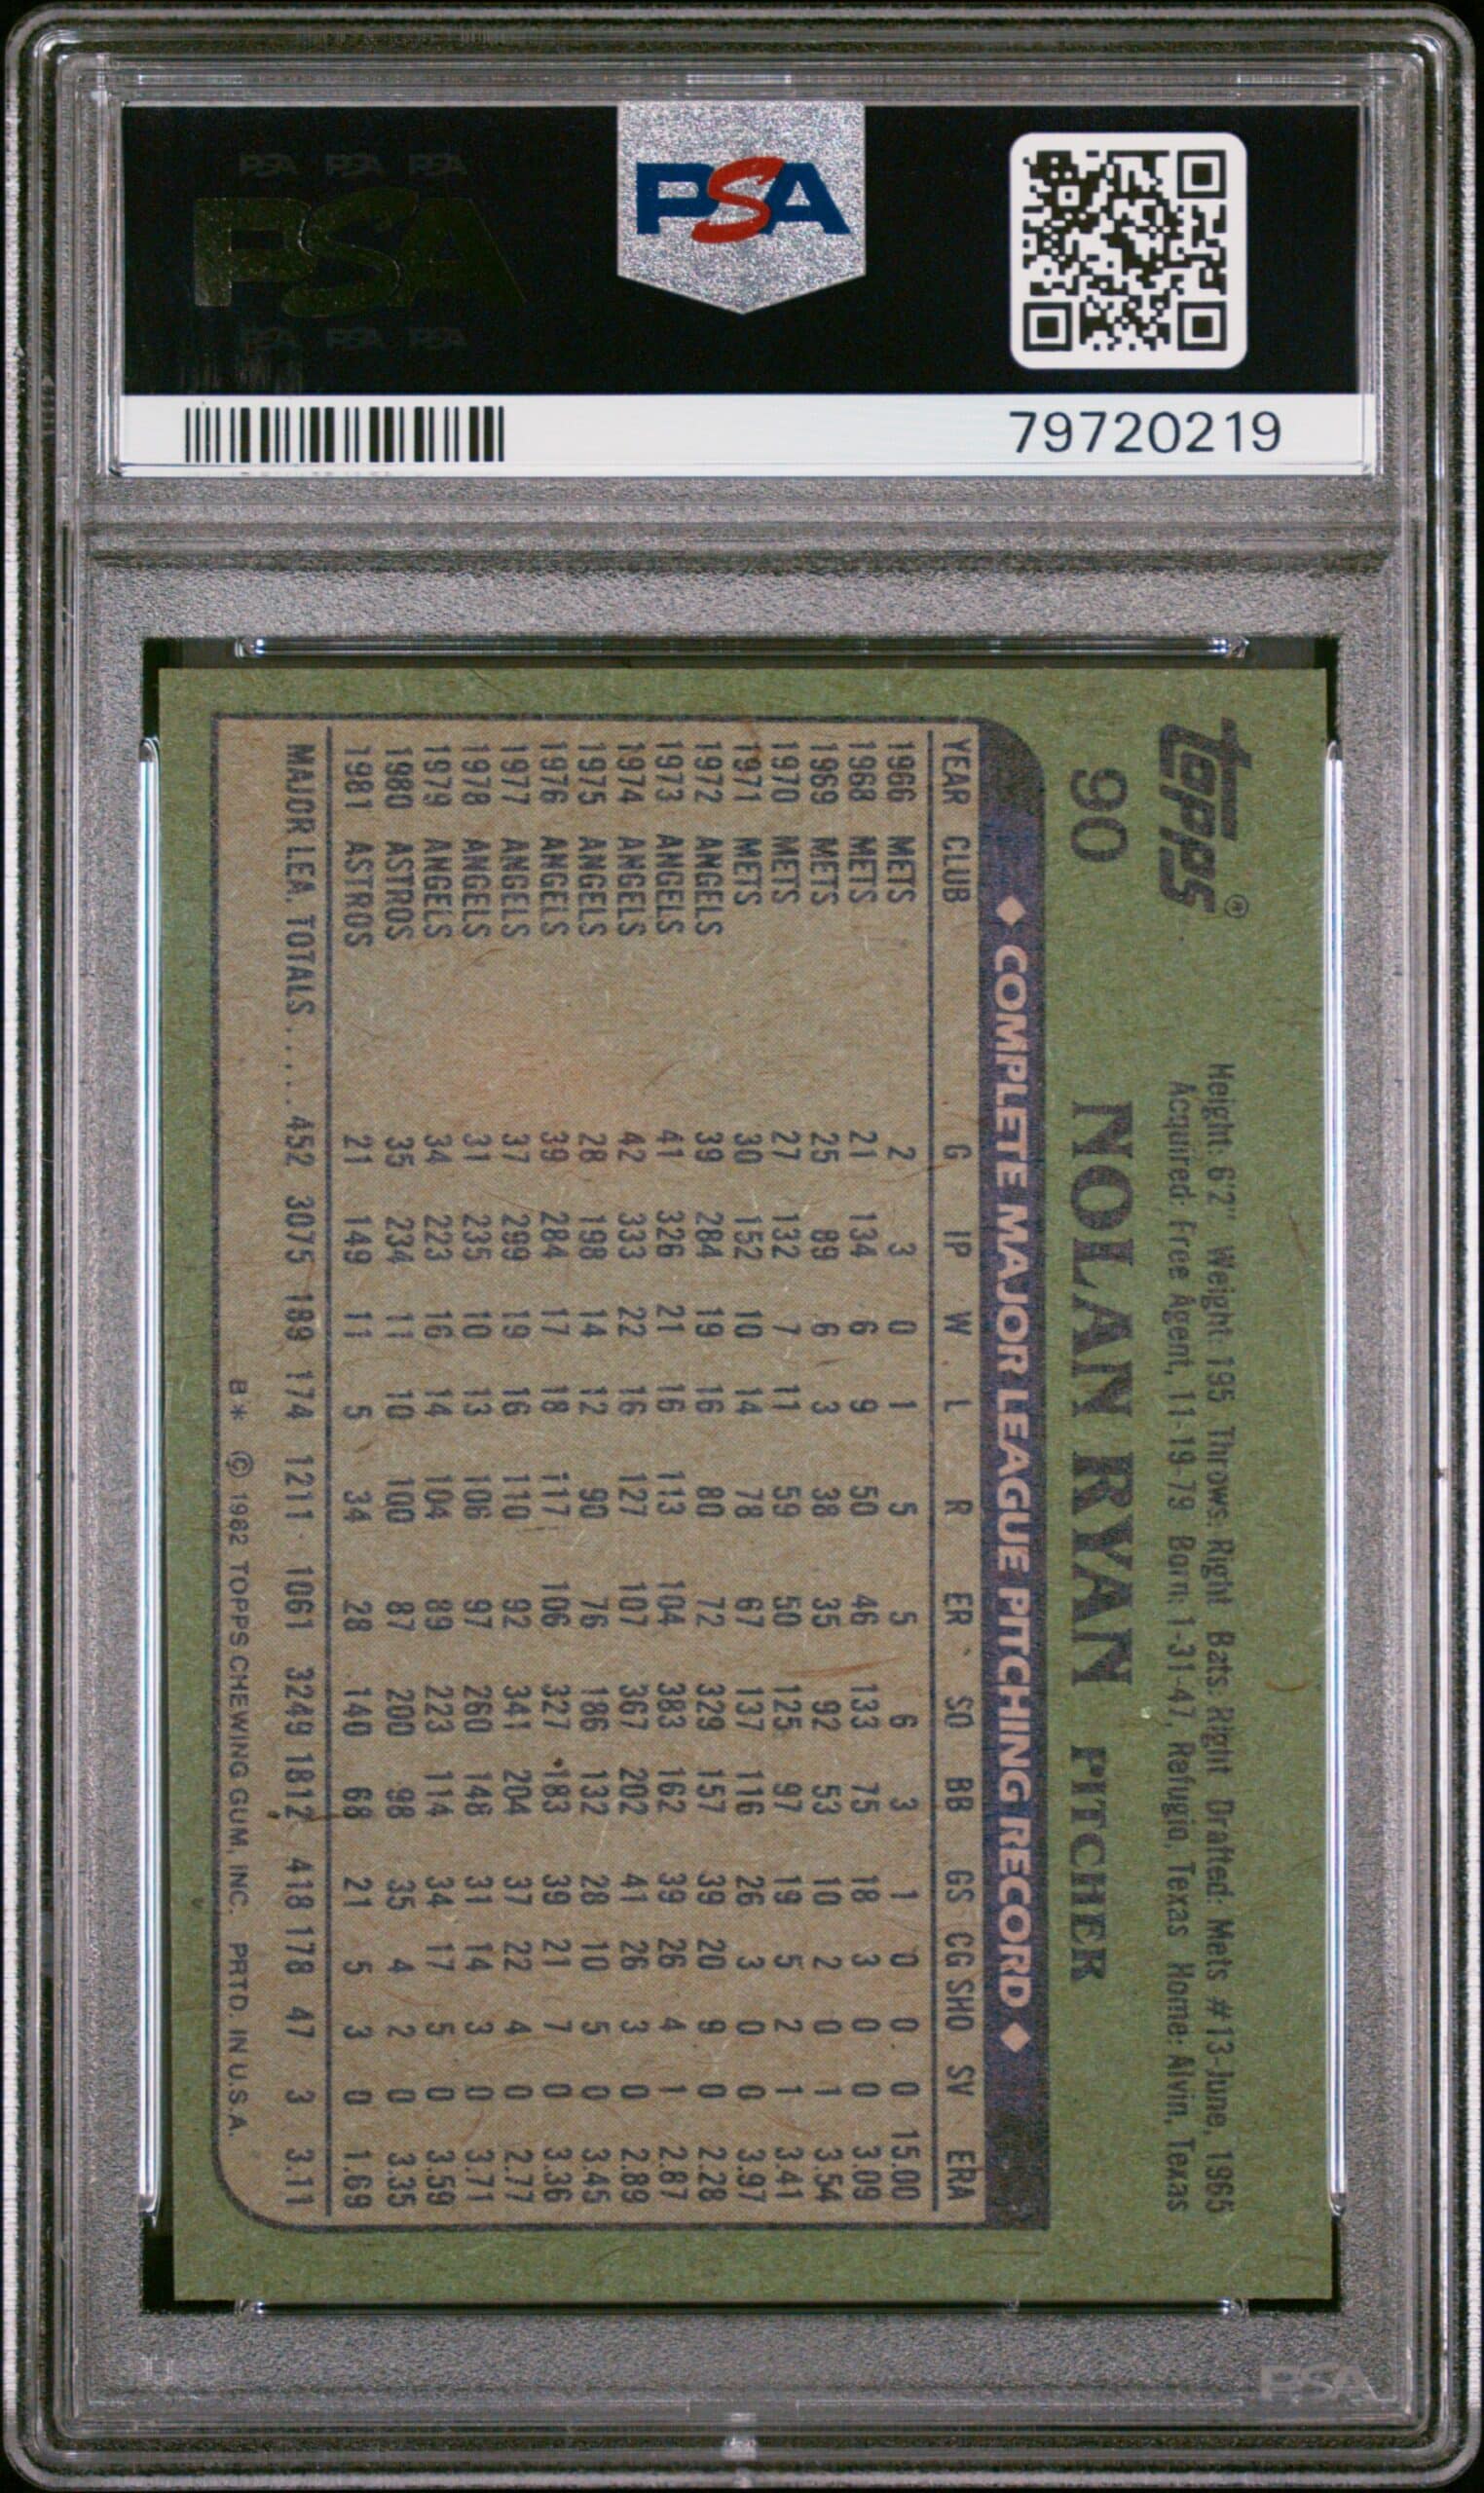 PSA PSA PSA
PSA
PSA PSA PSA
PSA
79720219
topps®
Height: 6'2" Weight: 195 Throws: Right Bats: Right Drafted: Mets #13-June, 1965
Acquired: Free Agent, 11-19-79 Born: 1-31-47, Refugio, Texas Home: Alvin, Texas
90 NOLAN RYAN PITCHER
◆ COMPLETE MAJOR LEAGUE PITCHING RECORD ◆
YEAR CLUB G IP W L R ER SO BB GS CG SHO SV ERA
1966 METS 2 3 0 1 5 5 6 3 1 0 0 0 15.00
1968 METS 21 134 6 9 50 46 133 75 18 3 0 0 3.09
1969 METS 25 89 6 3 38 35 92 53 10 2 0 1 3.54
1970 METS 27 132 7 11 59 50 125 97 19 5 2 1 3.41
1971 METS 30 152 10 14 78 67 137 116 26 3 0 0 3.97
1972 ANGELS 39 284 19 16 80 72 329 157 39 20 9 0 2.28
1973 ANGELS 41 326 21 16 113 104 383 162 39 26 4 1 2.87
1974 ANGELS 42 333 22 16 127 107 367 202 41 26 3 0 2.89
1975 ANGELS 28 198 14 12 90 76 186 132 28 10 5 0 3.45
1976 ANGELS 39 284 17 18 117 106 327 183 39 21 7 0 3.36
1977 ANGELS 37 299 19 16 110 92 341 204 37 22 4 0 2.77
1978 ANGELS 31 235 10 13 106 97 260 148 31 14 3 0 3.71
1979 ANGELS 34 223 16 14 104 89 223 114 34 17 5 0 3.59
1980 ASTROS 35 234 11 10 100 87 200 98 35 4 2 0 3.35
1981 ASTROS 21 149 11 5 34 28 140 68 21 5 3 0 1.69
MAJOR LEA. TOTALS..... 452 3075 189 174 1211 1061 3249 1812 418 178 47 3 3.11
B* © 1982 TOPPS CHEWING GUM, INC. PRTD. IN U.S.A.
PSA